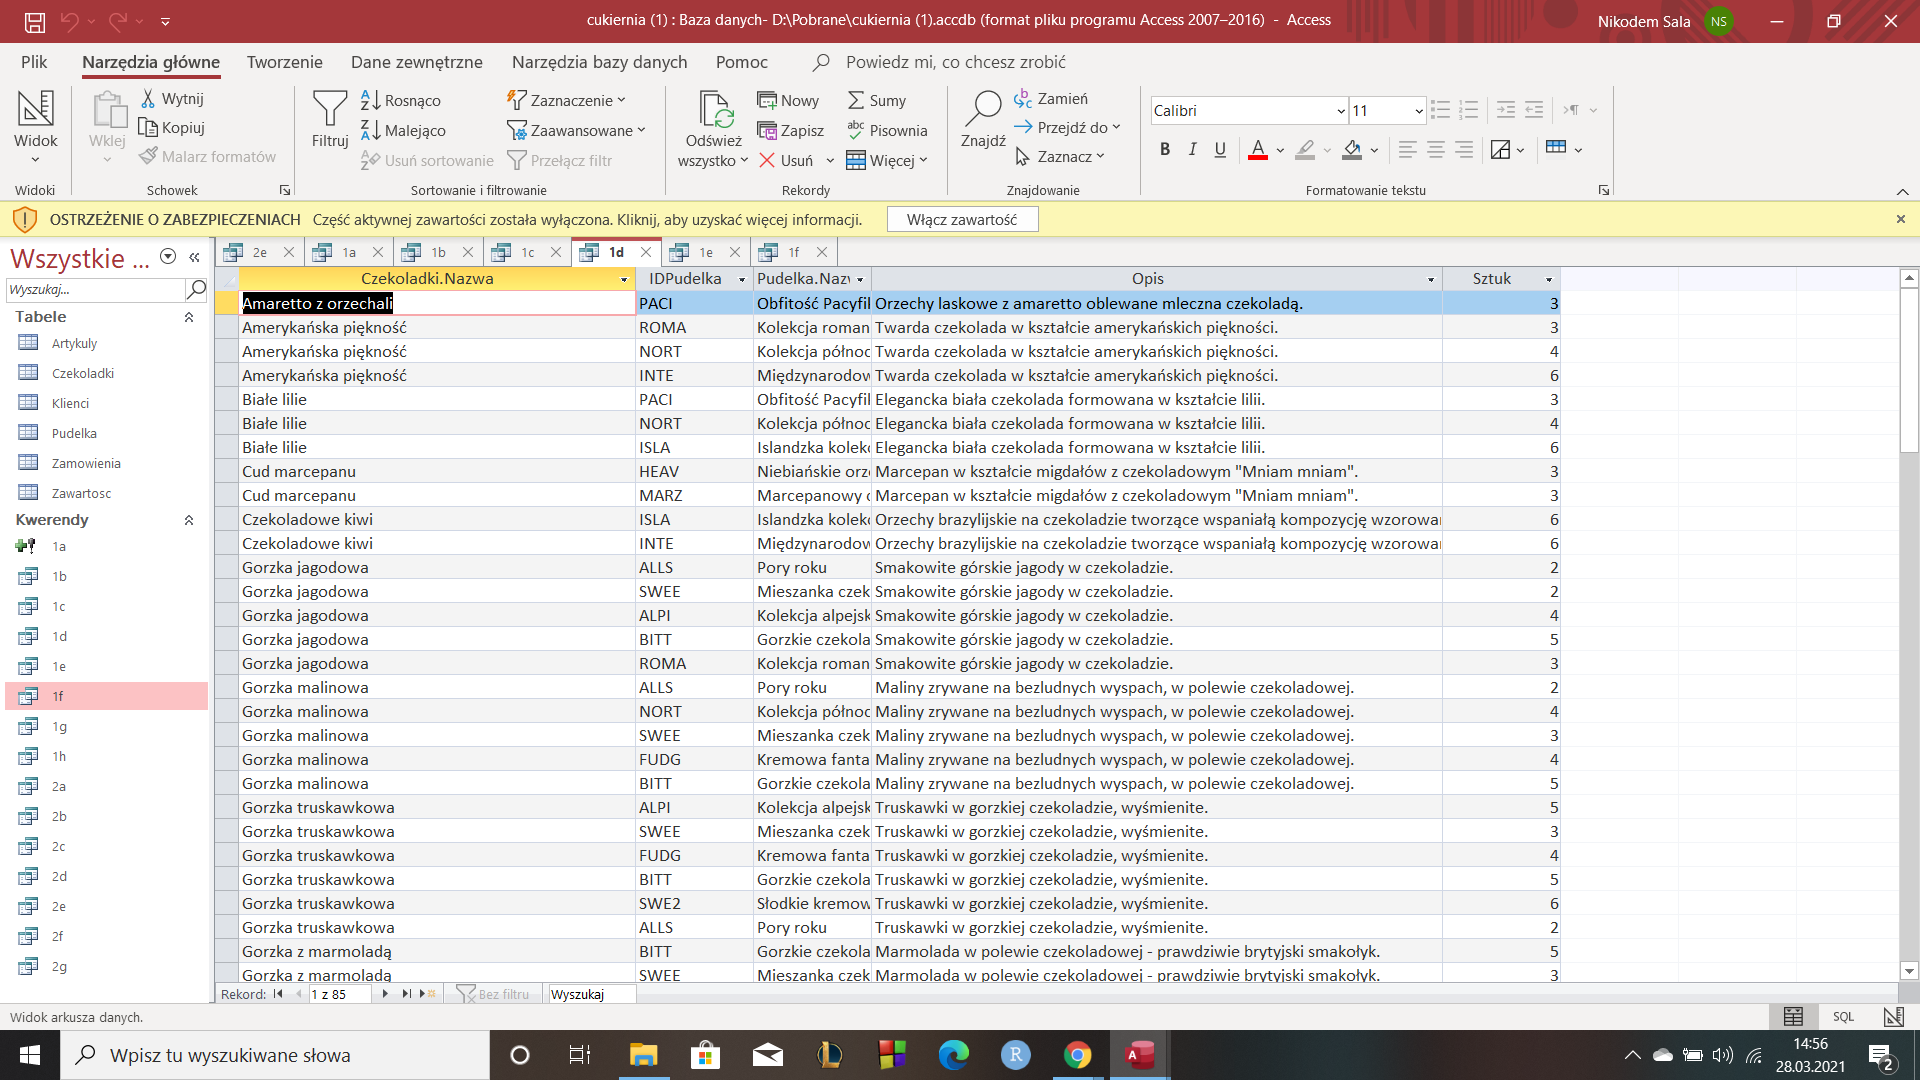 cukiernia (1) : Baza danych- D:\Pobrane\cukiernia (1).accdb (format pliku programu Access 2007–2016) - Access
Nikodem Sala NS
Plik Narzędzia główne Tworzenie Dane zewnętrzne Narzędzia bazy danych Pomoc Powiedz mi, co chcesz zrobić
Widok
Widoki
Wklej
Wytnij
Kopiuj
Malarz formatów
Schowek
Filtruj
Rosnąco
Malejąco
Usuń sortowanie
Zaznaczenie
Zaawansowane
Przełącz filtr
Sortowanie i filtrowanie
Odśwież
wszystko
Nowy
Zapisz
Usuń
Sumy
Pisownia
Więcej
Rekordy
Znajdź
Zamień
Przejdź do
Zaznacz
Znajdowanie
Calibri 11
B I U A
Formatowanie tekstu
OSTRZEŻENIE O ZABEZPIECZENIACH Część aktywnej zawartości została wyłączona. Kliknij, aby uzyskać więcej informacji. Włącz zawartość
Wszystkie ...
Wyszukaj...
Tabele
Artykuly
Czekoladki
Klienci
Pudelka
Zamowienia
Zawartosc
Kwerendy
1a
1b
1c
1d
1e
1f
1g
1h
2a
2b
2c
2d
2e
2f
2g
2e 1a 1b 1c 1d 1e 1f
Czekoladki.Nazwa IDPudelka Pudelka.Nazw Opis Sztuk
Amaretto z orzechali PACI Obfitość Pacyfil Orzechy laskowe z amaretto oblewane mleczna czekoladą. 3
Amerykańska piękność ROMA Kolekcja roman Twarda czekolada w kształcie amerykańskich piękności. 3
Amerykańska piękność NORT Kolekcja północ Twarda czekolada w kształcie amerykańskich piękności. 4
Amerykańska piękność INTE Międzynarodow Twarda czekolada w kształcie amerykańskich piękności. 6
Białe lilie PACI Obfitość Pacyfil Elegancka biała czekolada formowana w kształcie lilii. 3
Białe lilie NORT Kolekcja północ Elegancka biała czekolada formowana w kształcie lilii. 4
Białe lilie ISLA Islandzka kolekc Elegancka biała czekolada formowana w kształcie lilii. 6
Cud marcepanu HEAV Niebiańskie orze Marcepan w kształcie migdałów z czekoladowym "Mniam mniam". 3
Cud marcepanu MARZ Marcepanowy c Marcepan w kształcie migdałów z czekoladowym "Mniam mniam". 3
Czekoladowe kiwi ISLA Islandzka kolekc Orzechy brazylijskie na czekoladzie tworzące wspaniałą kompozycję wzorowan 6
Czekoladowe kiwi INTE Międzynarodow Orzechy brazylijskie na czekoladzie tworzące wspaniałą kompozycję wzorowan 6
Gorzka jagodowa ALLS Pory roku Smakowite górskie jagody w czekoladzie. 2
Gorzka jagodowa SWEE Mieszanka czek Smakowite górskie jagody w czekoladzie. 2
Gorzka jagodowa ALPI Kolekcja alpejsk Smakowite górskie jagody w czekoladzie. 4
Gorzka jagodowa BITT Gorzkie czekola Smakowite górskie jagody w czekoladzie. 5
Gorzka jagodowa ROMA Kolekcja roman Smakowite górskie jagody w czekoladzie. 3
Gorzka malinowa ALLS Pory roku Maliny zrywane na bezludnych wyspach, w polewie czekoladowej. 2
Gorzka malinowa NORT Kolekcja północ Maliny zrywane na bezludnych wyspach, w polewie czekoladowej. 4
Gorzka malinowa SWEE Mieszanka czek Maliny zrywane na bezludnych wyspach, w polewie czekoladowej. 3
Gorzka malinowa FUDG Kremowa fanta Maliny zrywane na bezludnych wyspach, w polewie czekoladowej. 4
Gorzka malinowa BITT Gorzkie czekola Maliny zrywane na bezludnych wyspach, w polewie czekoladowej. 5
Gorzka truskawkowa ALPI Kolekcja alpejsk Truskawki w gorzkiej czekoladzie, wyśmienite. 5
Gorzka truskawkowa SWEE Mieszanka czek Truskawki w gorzkiej czekoladzie, wyśmienite. 3
Gorzka truskawkowa FUDG Kremowa fanta Truskawki w gorzkiej czekoladzie, wyśmienite. 4
Gorzka truskawkowa BITT Gorzkie czekola Truskawki w gorzkiej czekoladzie, wyśmienite. 5
Gorzka truskawkowa SWE2 Słodkie kremow Truskawki w gorzkiej czekoladzie, wyśmienite. 6
Gorzka truskawkowa ALLS Pory roku Truskawki w gorzkiej czekoladzie, wyśmienite. 2
Gorzka z marmoladą BITT Gorzkie czekola Marmolada w polewie czekoladowej - prawdziwie brytyjski smakołyk. 5
Gorzka z marmoladą SWEE Mieszanka czek Marmolada w polewie czekoladowej - prawdziwie brytyjski smakołyk. 3
Rekord: 1 z 85 Bez filtru Wyszukaj
Widok arkusza danych. SQL
Wpisz tu wyszukiwane słowa
14:56
28.03.2021
2